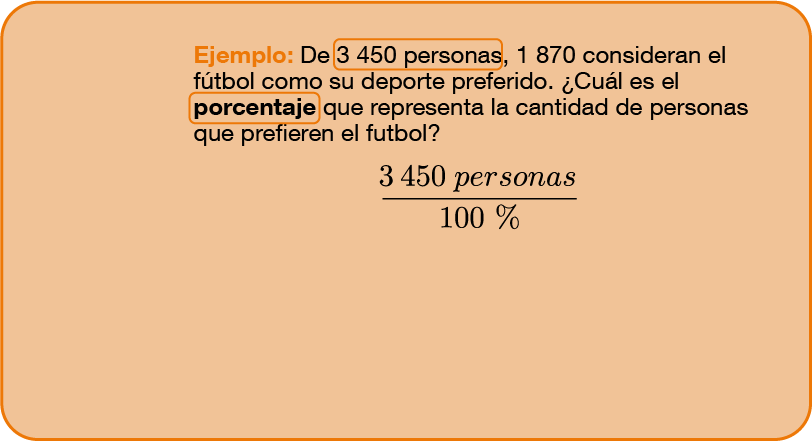 Ejemplo: De 3 450 personas, 1 870 consideran el
fútbol como su deporte preferido. ¿Cuál es el
porcentaje que representa la cantidad de personas
que prefieren el futbol?
3 450 personas
100 %